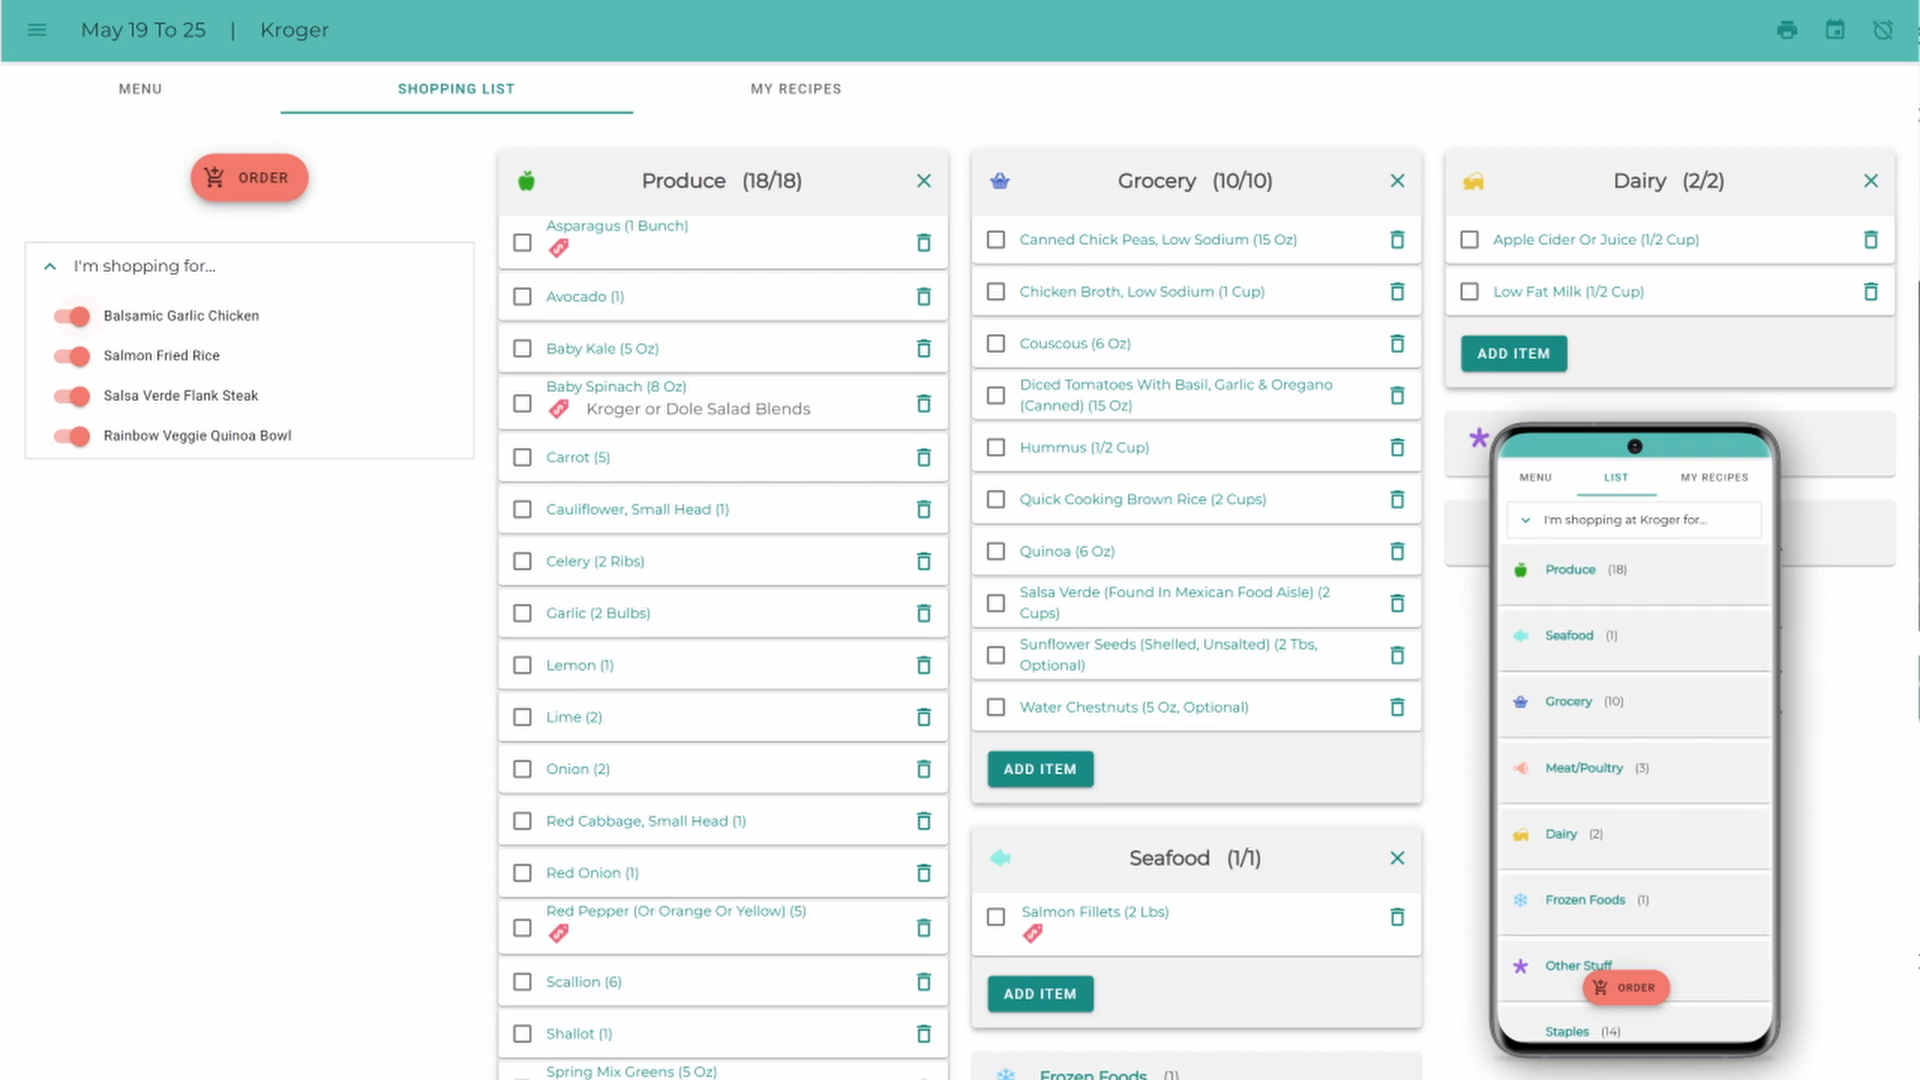 May 19 To 25 | Kroger
MENU
SHOPPING LIST
MY RECIPES
ORDER
I'm shopping for...
Balsamic Garlic Chicken
Salmon Fried Rice
Salsa Verde Flank Steak
Rainbow Veggie Quinoa Bowl
Produce (18/18)
Asparagus (1 Bunch)
Avocado (1)
Baby Kale (5 Oz)
Baby Spinach (8 Oz)
Kroger or Dole Salad Blends
Carrot (5)
Cauliflower, Small Head (1)
Celery (2 Ribs)
Garlic (2 Bulbs)
Lemon (1)
Lime (2)
Onion (2)
Red Cabbage, Small Head (1)
Red Onion (1)
Red Pepper (Or Orange Or Yellow) (5)
Scallion (6)
Shallot (1)
Spring Mix Greens (5 Oz)
Grocery (10/10)
Canned Chick Peas, Low Sodium (15 Oz)
Chicken Broth, Low Sodium (1 Cup)
Couscous (6 Oz)
Diced Tomatoes With Basil, Garlic & Oregano
(Canned) (15 Oz)
Hummus (1/2 Cup)
Quick Cooking Brown Rice (2 Cups)
Quinoa (6 Oz)
Salsa Verde (Found In Mexican Food Aisle) (2
Cups)
Sunflower Seeds (Shelled, Unsalted) (2 Tbs,
Optional)
Water Chestnuts (5 Oz, Optional)
ADD ITEM
Seafood (1/1)
Salmon Fillets (2 Lbs)
ADD ITEM
Frozen Foods (1)
Dairy (2/2)
Apple Cider Or Juice (1/2 Cup)
Low Fat Milk (1/2 Cup)
ADD ITEM
MENU
LIST
MY RECIPES
I'm shopping at Kroger for...
Produce (18)
Seafood (1)
Grocery (10)
Meat/Poultry (3)
Dairy (2)
Frozen Foods (1)
Other Stuff
ORDER
Staples (14)